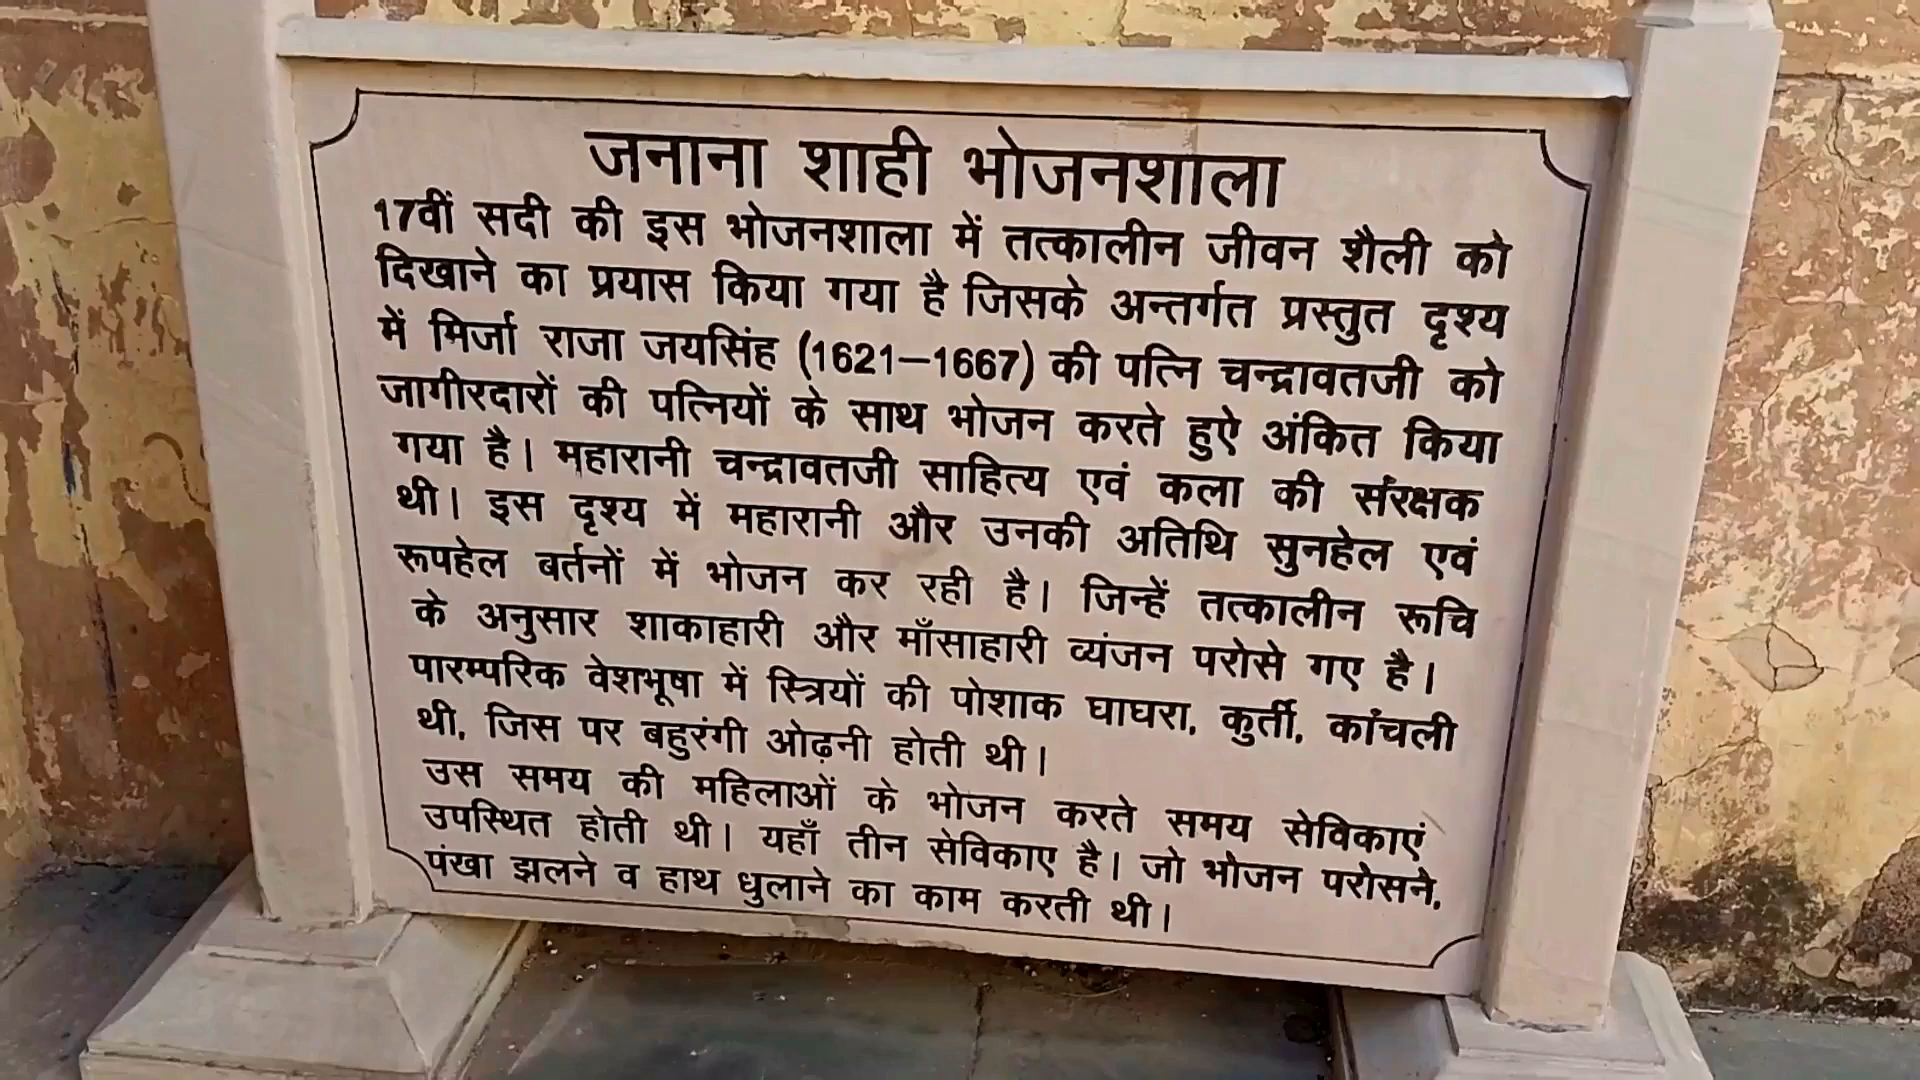 जनाना शाही भोजनशाला
17वीं सदी की इस भोजनशाला में तत्कालीन जीवन शैली को
दिखाने का प्रयास किया गया है जिसके अन्तर्गत प्रस्तुत दृश्य
में मिर्जा राजा जयसिंह (1621–1667) की पत्नि चन्द्रावतजी को
जागीरदारों की पत्नियों के साथ भोजन करते हुऐ अंकित किया
गया है। महारानी चन्द्रावतजी साहित्य एवं कला की संरक्षक
थी। इस दृश्य में महारानी और उनकी अतिथि सुनहेल एवं
रूपहेल बर्तनों में भोजन कर रही है। जिन्हें तत्कालीन रूचि
के अनुसार शाकाहारी और माँसाहारी व्यंजन परोसे गए है।
पारम्परिक वेशभूषा में स्त्रियों की पोशाक घाघरा, कुर्ती, कांचली
थी, जिस पर बहुरंगी ओढ़नी होती थी।
उस समय की महिलाओं के भोजन करते समय सेविकाएं
उपस्थित होती थी। यहाँ तीन सेविकाए है। जो भोजन परोसने,
पंखा झलने व हाथ धुलाने का काम करती थी।